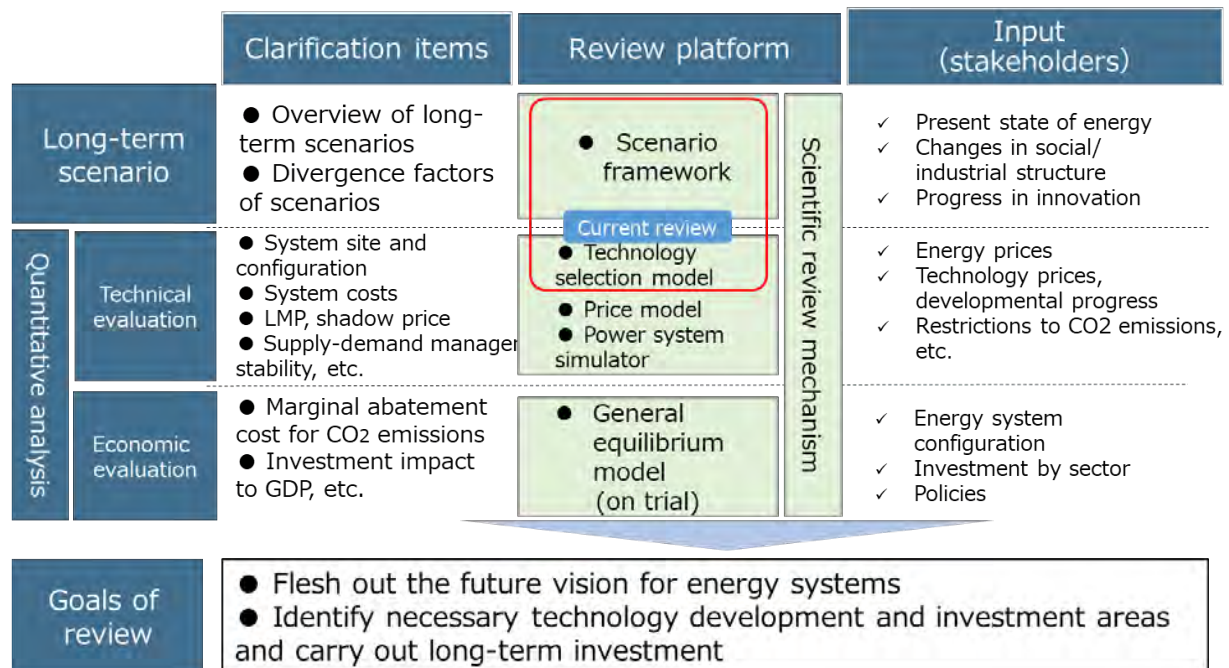 Clarification items
Review platform
Input
(stakeholders)
Long-term
scenario
● Overview of long-
term scenarios
● Divergence factors
of scenarios
● Scenario
framework
Scientific review mechanism
✓ Present state of energy
✓ Changes in social/
industrial structure
✓ Progress in innovation
Current review
Quantitative analysis
Technical
evaluation
● System site and
configuration
● System costs
● LMP, shadow price
● Supply-demand manager
stability, etc.
● Technology
selection model
● Price model
● Power system
simulator
✓ Energy prices
✓ Technology prices,
developmental progress
✓ Restrictions to CO2 emissions,
etc.
Economic
evaluation
● Marginal abatement
cost for CO2 emissions
● Investment impact
to GDP, etc.
● General
equilibrium
model
(on trial)
✓ Energy system
configuration
✓ Investment by sector
✓ Policies
Goals of
review
● Flesh out the future vision for energy systems
● Identify necessary technology development and investment areas
and carry out long-term investment